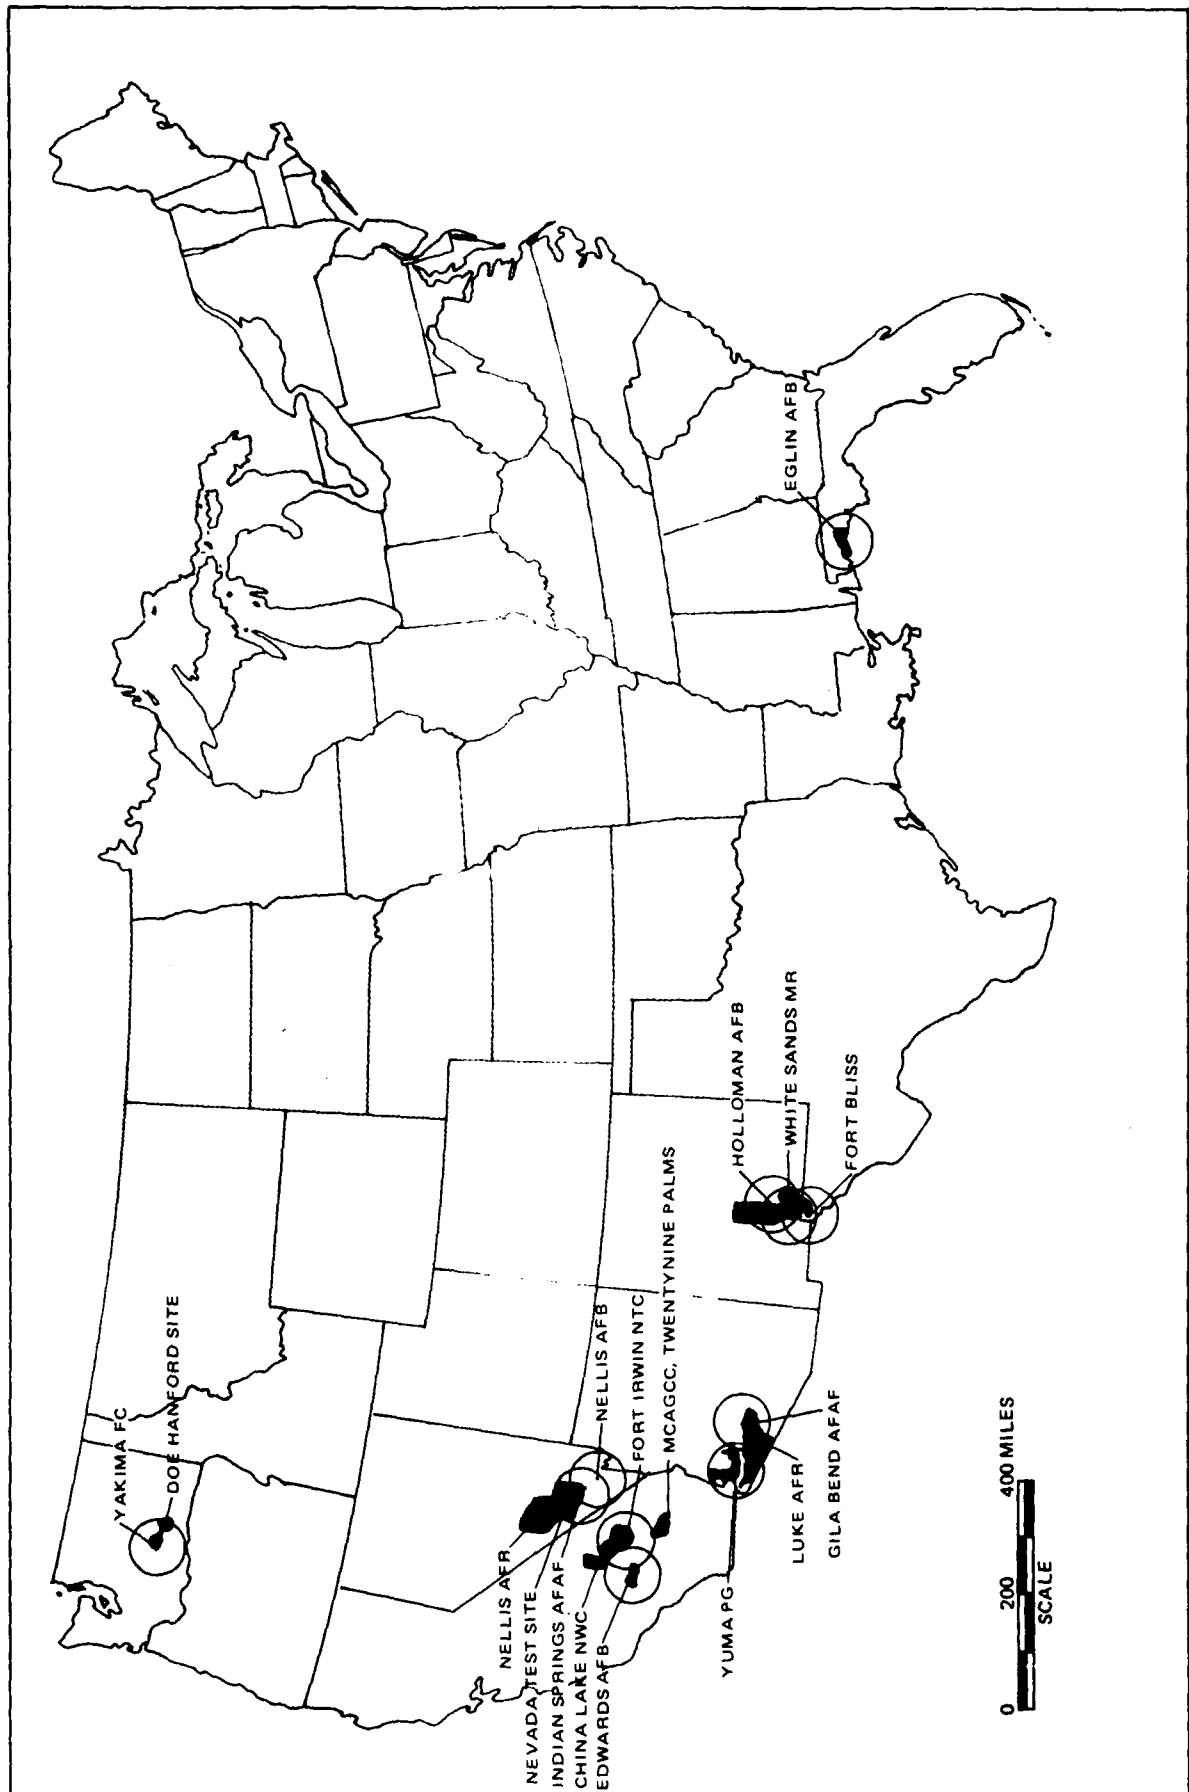 YAKIMA FC
DOE HANFORD SITE
NELLIS AFR
NEVADA TEST SITE
INDIAN SPRINGS AFAF
CHINA LAKE NWC
EDWARDS AFB
NELLIS AFB
FORT IRWIN NTC
MCAGCC, TWENTYNINE PALMS
YUMA PG
LUKE AFR
GILA BEND AFAF
HOLLOMAN AFB
WHITE SANDS MR
FORT BLISS
EGLIN AFB
0 200 400 MILES
SCALE